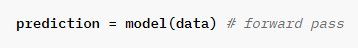 prediction = model(data) # forward pass